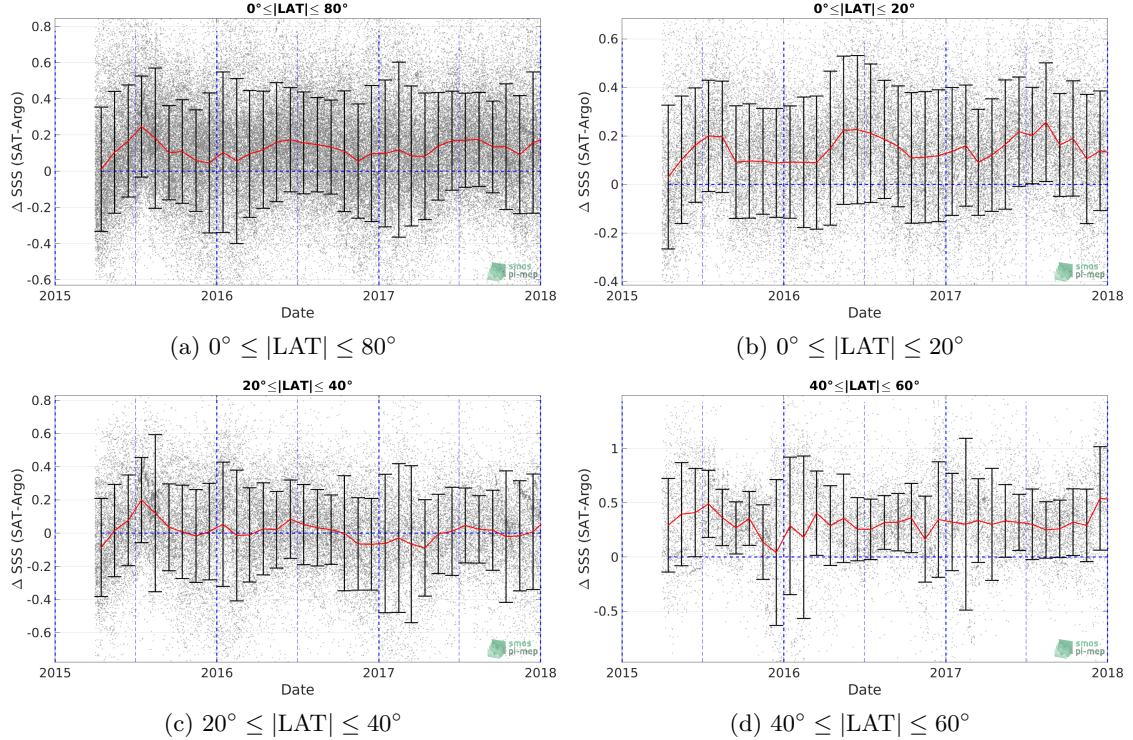 0°≤|LAT|≤ 80°
Δ SSS (SAT-Argo)
0.8
0.6
0.4
0.2
0
-0.2
-0.4
-0.6
2015 2016 2017 2018
Date
smos
pi-mep
(a) 0° ≤ |LAT| ≤ 80°
0°≤|LAT|≤ 20°
Δ SSS (SAT-Argo)
0.6
0.4
0.2
0
-0.2
-0.4
2015 2016 2017 2018
Date
smos
pi-mep
(b) 0° ≤ |LAT| ≤ 20°
20°≤|LAT|≤ 40°
Δ SSS (SAT-Argo)
0.8
0.6
0.4
0.2
0
-0.2
-0.4
-0.6
2015 2016 2017 2018
Date
smos
pi-mep
(c) 20° ≤ |LAT| ≤ 40°
40°≤|LAT|≤ 60°
Δ SSS (SAT-Argo)
1
0.5
0
-0.5
2015 2016 2017 2018
Date
smos
pi-mep
(d) 40° ≤ |LAT| ≤ 60°